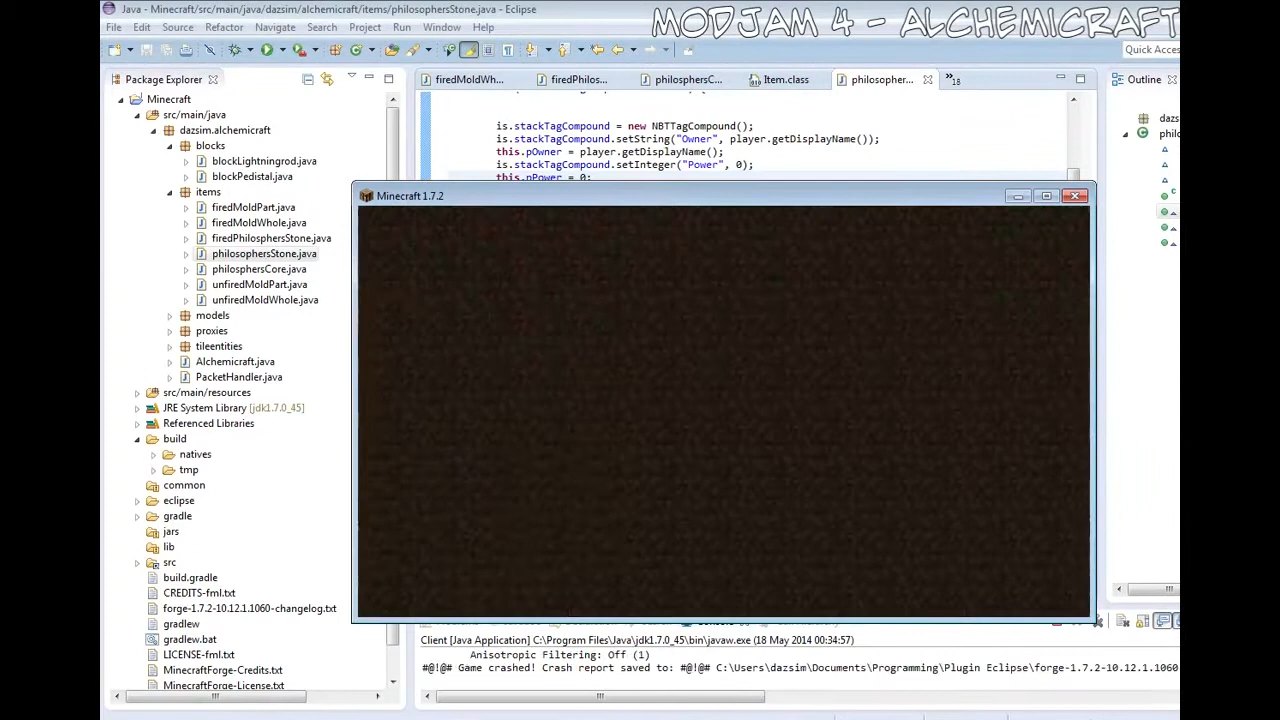 Java - Minecraft/src/main/java/dazsim/alchemicraft/items/philosophersStone.java - Eclipse
MODJAM 4 - ALCHEMICRAFT
File Edit Source Refactor Navigate Search Project Run Window Help
Quick Acces
Package Explorer
firedMoldWh...
firedPhilos...
philosphersC...
Item.class
philosopher...
»18
Outline
Minecraft
src/main/java
dazsim.alchemicraft
blocks
blockLightningrod.java
blockPedistal.java
items
firedMoldPart.java
firedMoldWhole.java
firedPhilosphersStone.java
philosophersStone.java
philosphersCore.java
unfiredMoldPart.java
unfiredMoldWhole.java
models
proxies
tileentities
Alchemicraft.java
PacketHandler.java
src/main/resources
JRE System Library [jdk1.7.0_45]
Referenced Libraries
build
natives
tmp
common
eclipse
gradle
jars
lib
src
build.gradle
CREDITS-fml.txt
forge-1.7.2-10.12.1.1060-changelog.txt
gradlew
gradlew.bat
LICENSE-fml.txt
MinecraftForge-Credits.txt
MinecraftForge-License.txt
is.stackTagCompound = new NBTTagCompound();
is.stackTagCompound.setString("Owner", player.getDisplayName());
this.pOwner = player.getDisplayName();
is.stackTagCompound.setInteger("Power", 0);
this.pPower = 0;
dazs
philo
Minecraft 1.7.2
Client [Java Application] C:\Program Files\Java\jdk1.7.0_45\bin\javaw.exe (18 May 2014 00:34:57)
Anisotropic Filtering: Off (1)
#@!@# Game crashed! Crash report saved to: #@!@# C:\Users\dazsim\Documents\Programming\Plugin Eclipse\forge-1.7.2-10.12.1.1060